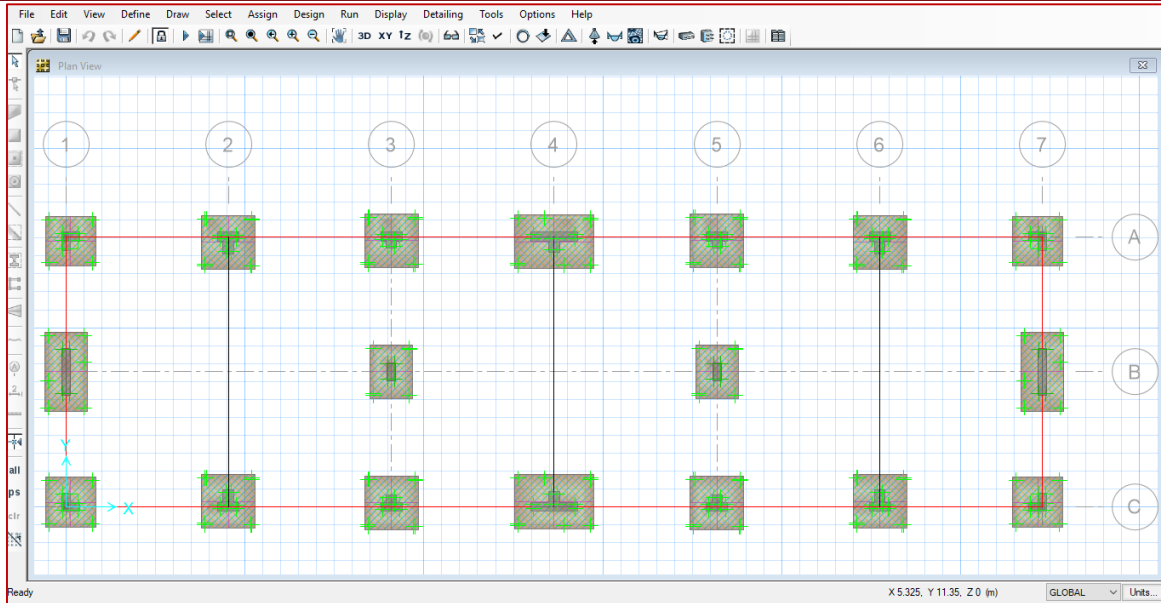 File Edit View Define Draw Select Assign Design Run Display Detailing Tools Options Help
3D XY
Plan View
1 2 3 4 5 6 7
A
B
Y
X
C
all
ps
clr
Ready X 5.325, Y 11.35, Z 0 (m) GLOBAL Units...